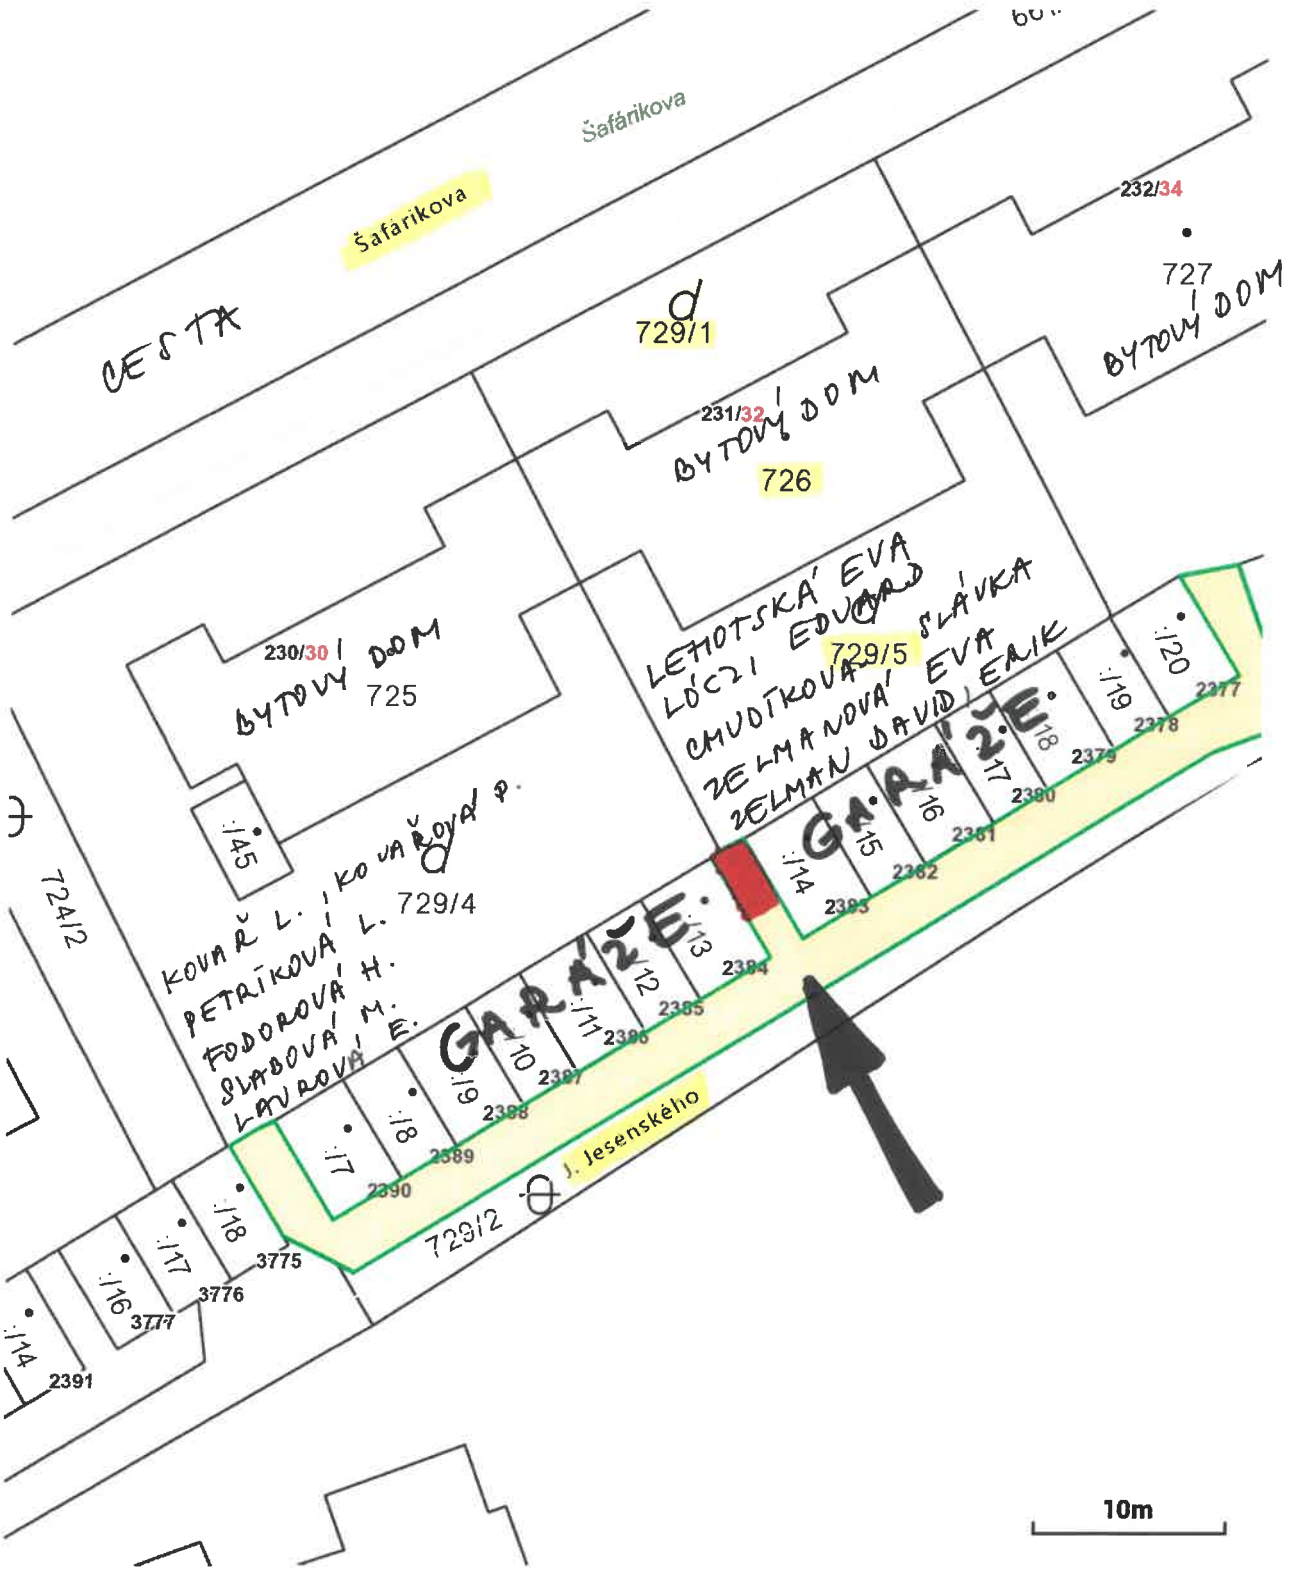 Šafárikova
Šafárikova
CESTA
232/34
727
BYTOVÝ DOM
729/1
231/32
BYTOVÝ DOM
726
230/30
BYTOVÝ DOM
725
LEHOTSKÁ EVA
LÓCZI EDUARD
729/5
CHUDÍKOVÁ SLÁVKA
ZELMANOVÁ EVA
ZELMAN DAVID, ERIK
:/20
2377
:/19
2378
18
2379
17
2380
16
2381
15
2382
:/14
2383
GARÁŽE.
:/45
724/2
729/4
KOVAŘ L., KOVAŘOVÁ P.
PETRÍKOVÁ L.
FODOROVÁ H.
SLABOVÁ M.
LAUROVÁ E.
GARÁŽE.
:/13
2384
/12
2385
:/11
2386
10
2387
:/9
2388
:/8
2389
:/7
2390
J. Jesenského
729/2
:/18
3775
:/17
3776
:/16
3777
:/14
2391
10m